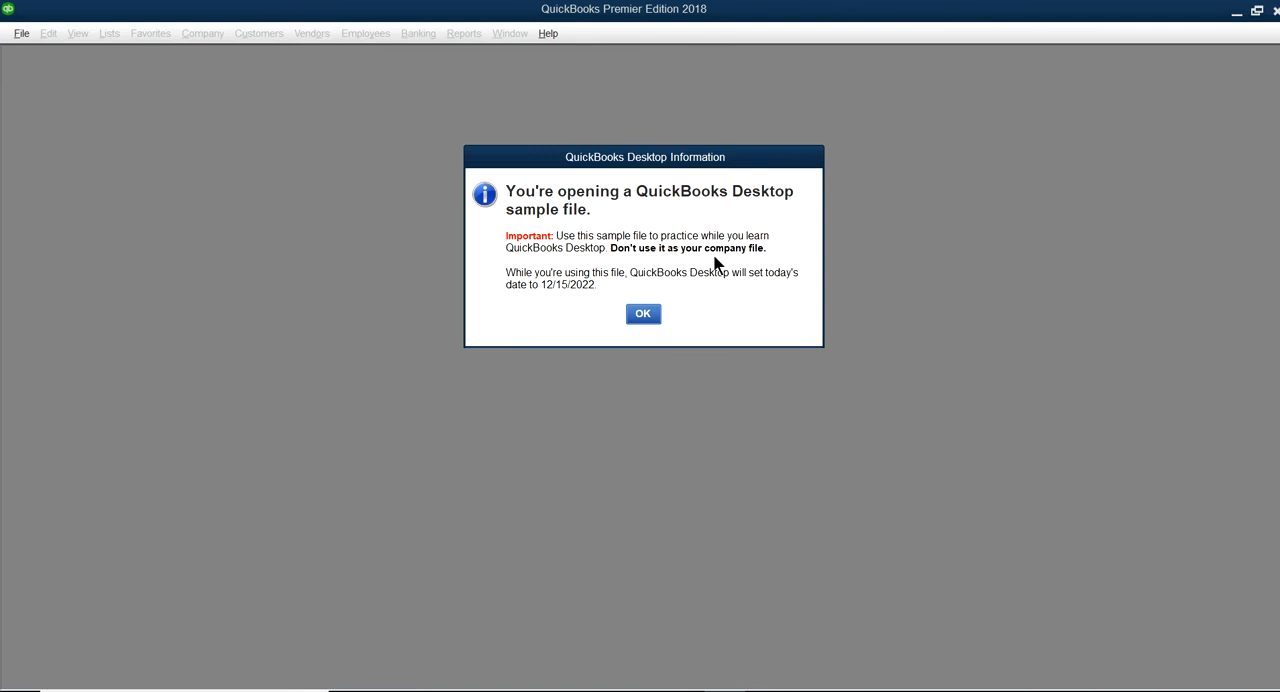 qb
QuickBooks Premier Edition 2018
File Edit View Lists Favorites Company Customers Vendors Employees Banking Reports Window Help
QuickBooks Desktop Information
You're opening a QuickBooks Desktop
sample file.
Important: Use this sample file to practice while you learn
QuickBooks Desktop. Don't use it as your company file.
While you're using this file, QuickBooks Desktop will set today's
date to 12/15/2022.
OK